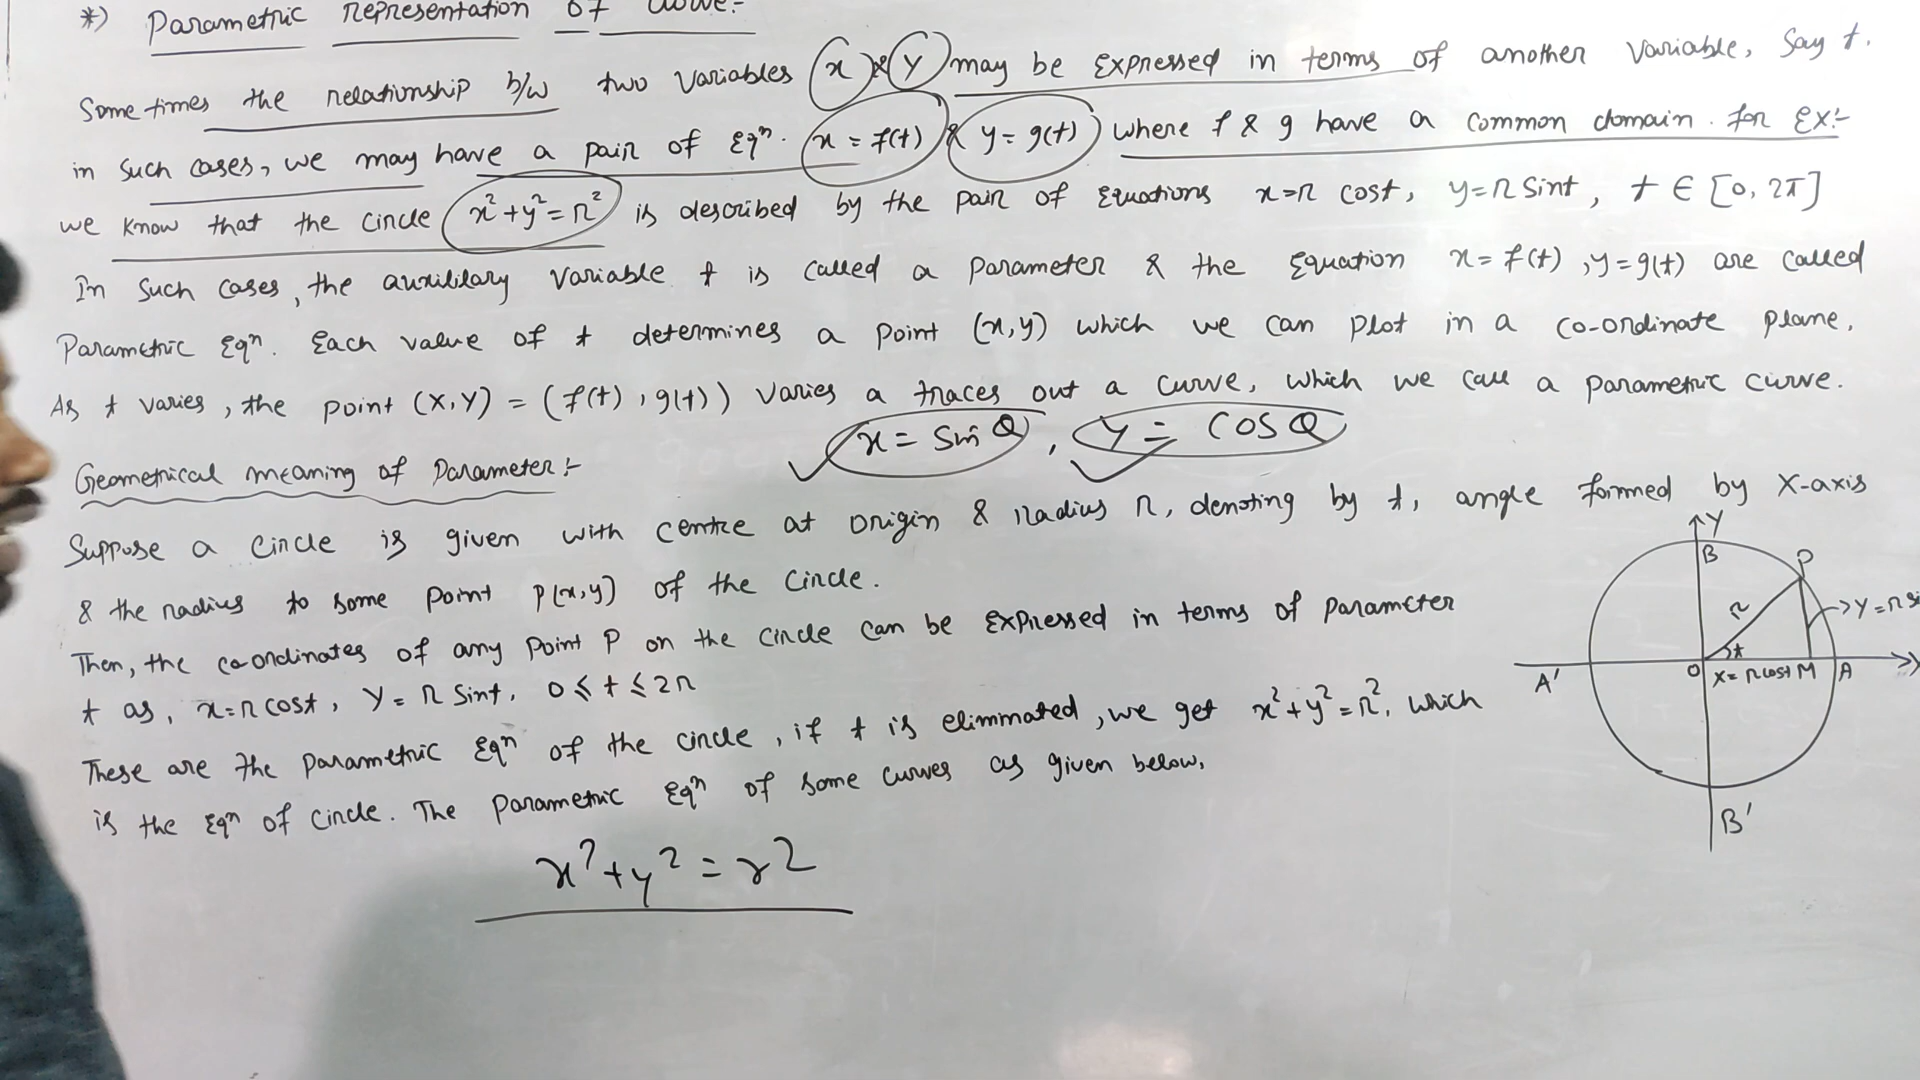 *) Parametric representation of curve:-
Sometimes the relationship b/w two variables x & y may be expressed in terms of another variable, say t.
in such cases, we may have a pair of Eqⁿ. x = f(t) & y = g(t) where f & g have a common domain. for Ex:-
we know that the circle x²+y²=r² is described by the pair of equations x=r cost, y=r sint, t ∈ [0, 2π]
In such cases, the auxililary variable t is called a parameter & the equation x=f(t), y=g(t) are called
Parametric Eqⁿ. Each value of t determines a point (x,y) which we can plot in a co-ordinate plane.
As t varies, the point (x,y) = (f(t), g(t)) varies a traces out a curve, which we call a parametric curve.
x = sin Q, y = cos Q
Geometrical meaning of Parameter:-
Suppose a circle is given with centre at origin & radius r, denoting by t, angle formed by X-axis
& the radius to some point P(x,y) of the circle.
Then, the co-ordinates of any point P on the circle can be expressed in terms of parameter
t as, x=r cost, y=r sint, 0≤t≤2π
These are the parametric Eqⁿ of the circle, if t is eliminated, we get x²+y²=r², which
is the Eqⁿ of circle. The parametric Eqⁿ of some curves as given below,
x²+y²=r²
Y
B
P
r
→y=r si
t
A'
O
x=r cost
M
A
B'